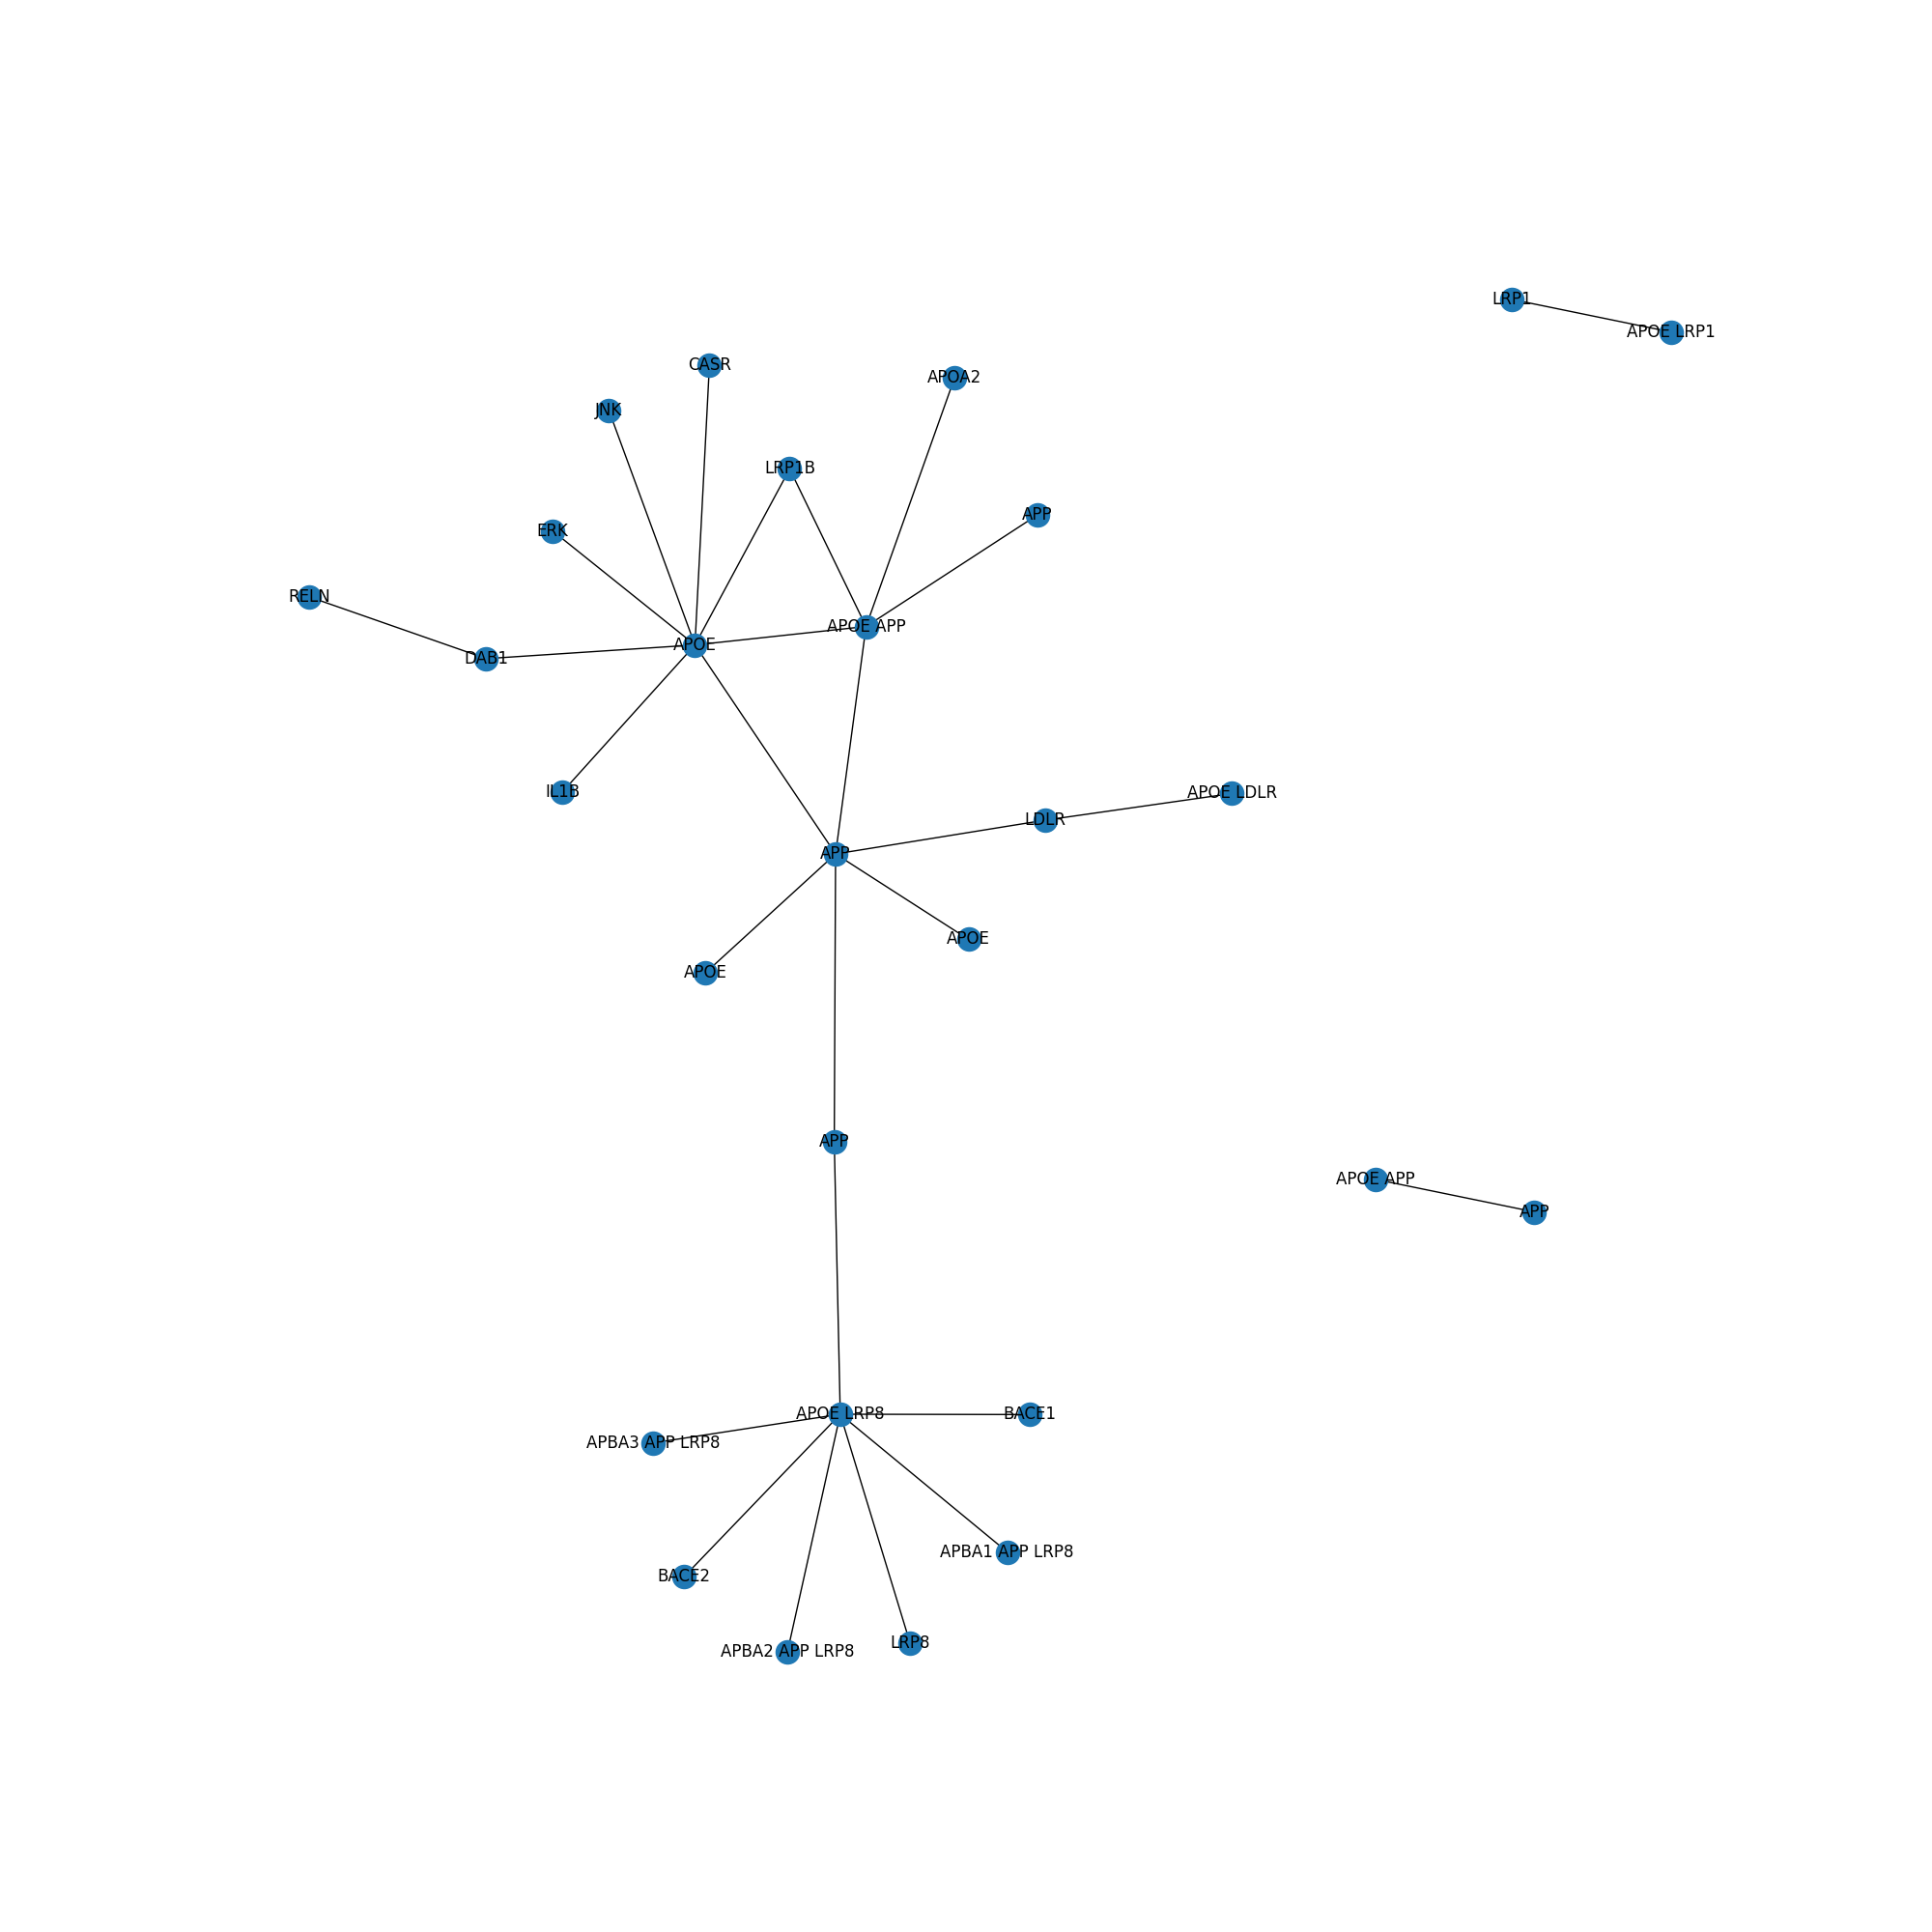 LRP1
APOE LRP1
CASR
APOA2
JNK
LRP1B
APP
ERK
RELN
APOE APP
APOE
DAB1
IL1B
APOE LDLR
LDLR
APP
APOE
APOE
APP
APOE APP
APP
APOE LRP8
BACE1
APBA3 APP LRP8
APBA1 APP LRP8
BACE2
LRP8
APBA2 APP LRP8